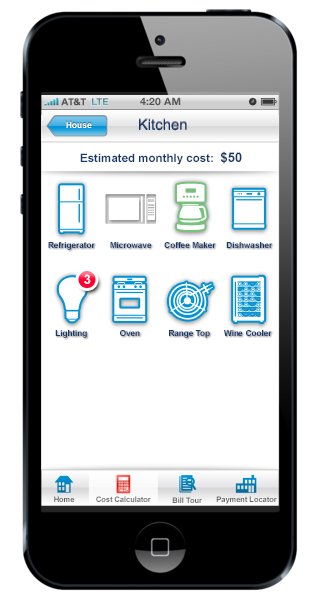 AT&T LTE 4:20 AM
House Kitchen
Estimated monthly cost: $50
Refrigerator Microwave Coffee Maker Dishwasher
3
Lighting Oven Range Top Wine Cooler
Home Cost Calculator Bill Tour Payment Locator